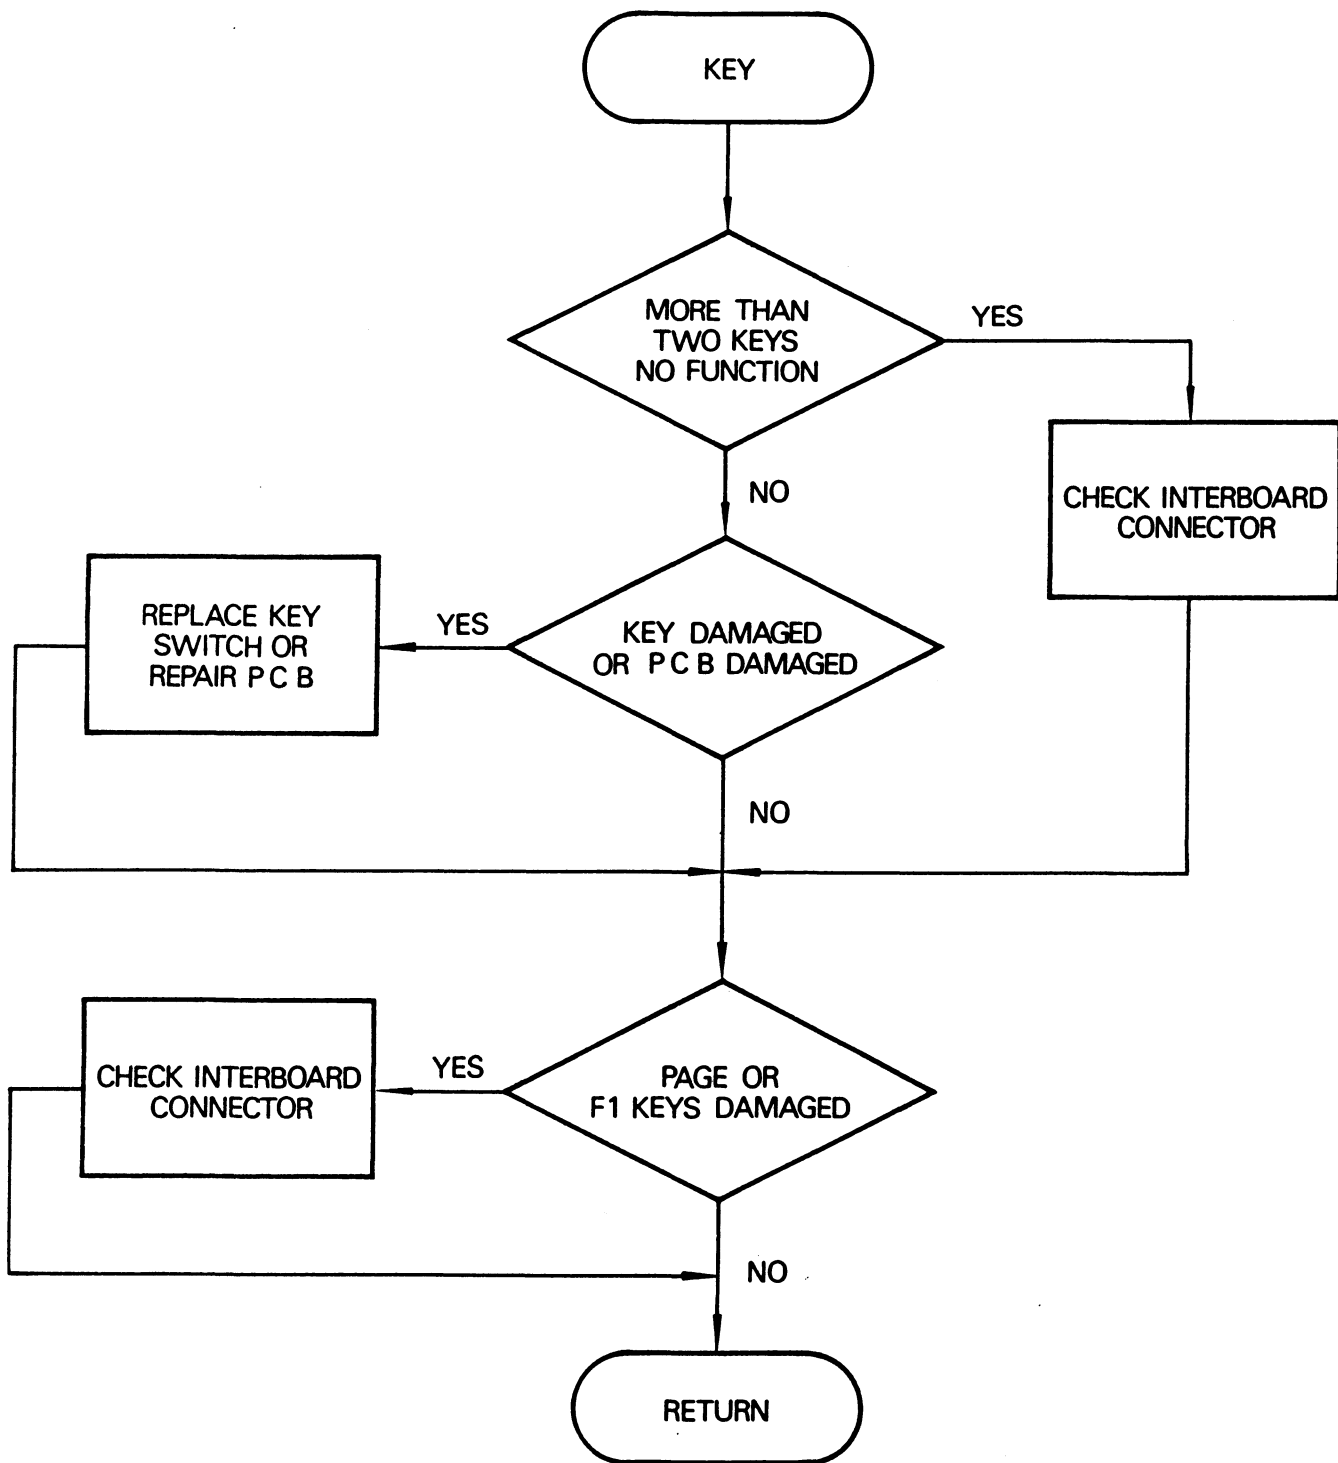 KEY
MORE THAN
TWO KEYS
NO FUNCTION
YES
NO
CHECK INTERBOARD
CONNECTOR
REPLACE KEY
SWITCH OR
REPAIR P C B
YES
KEY DAMAGED
OR P C B DAMAGED
NO
CHECK INTERBOARD
CONNECTOR
YES
PAGE OR
F1 KEYS DAMAGED
NO
RETURN